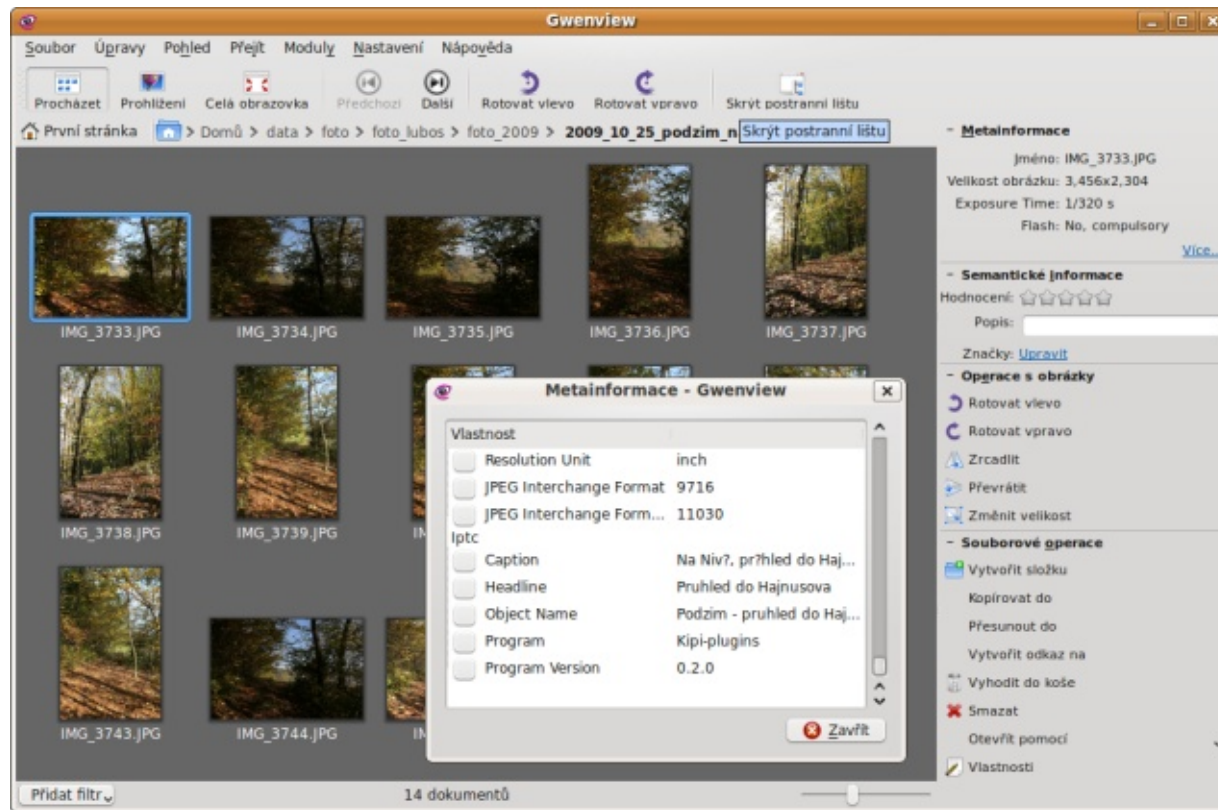 Gwenview
Soubor Úpravy Pohled Přejít Moduly Nastavení Nápověda
Procházet Prohlížení Celá obrazovka Předchozí Další Rotovat vlevo Rotovat vpravo Skrýt postranní lištu
První stránka > Domů > data > foto > foto_lubos > foto_2009 > 2009_10_25_podzim_n
Skrýt postranní lištu
IMG_3733.JPG IMG_3734.JPG IMG_3735.JPG IMG_3736.JPG IMG_3737.JPG
IMG_3738.JPG IMG_3739.JPG
IMG_3743.JPG IMG_3744.JPG
Metainformace - Gwenview
Vlastnost
Resolution Unit inch
JPEG Interchange Format 9716
JPEG Interchange Form... 11030
Iptc
Caption Na Niv?, pr?hled do Haj...
Headline Pruhled do Hajnusova
Object Name Podzim - pruhled do Haj...
Program Kipi-plugins
Program Version 0.2.0
Zavřít
- Metainformace
Jméno: IMG_3733.JPG
Velikost obrázku: 3,456x2,304
Exposure Time: 1/320 s
Flash: No, compulsory
Více..
- Semantické informace
Hodnocení:
Popis:
Značky: Upravit
- Operace s obrázky
Rotovat vlevo
Rotovat vpravo
Zrcadlit
Převrátit
Změnit velikost
- Souborové operace
Vytvořit složku
Kopírovat do
Přesunout do
Vytvořit odkaz na
Vyhodit do koše
Smazat
Otevřít pomocí
Vlastnosti
Přidat filtr
14 dokumentů